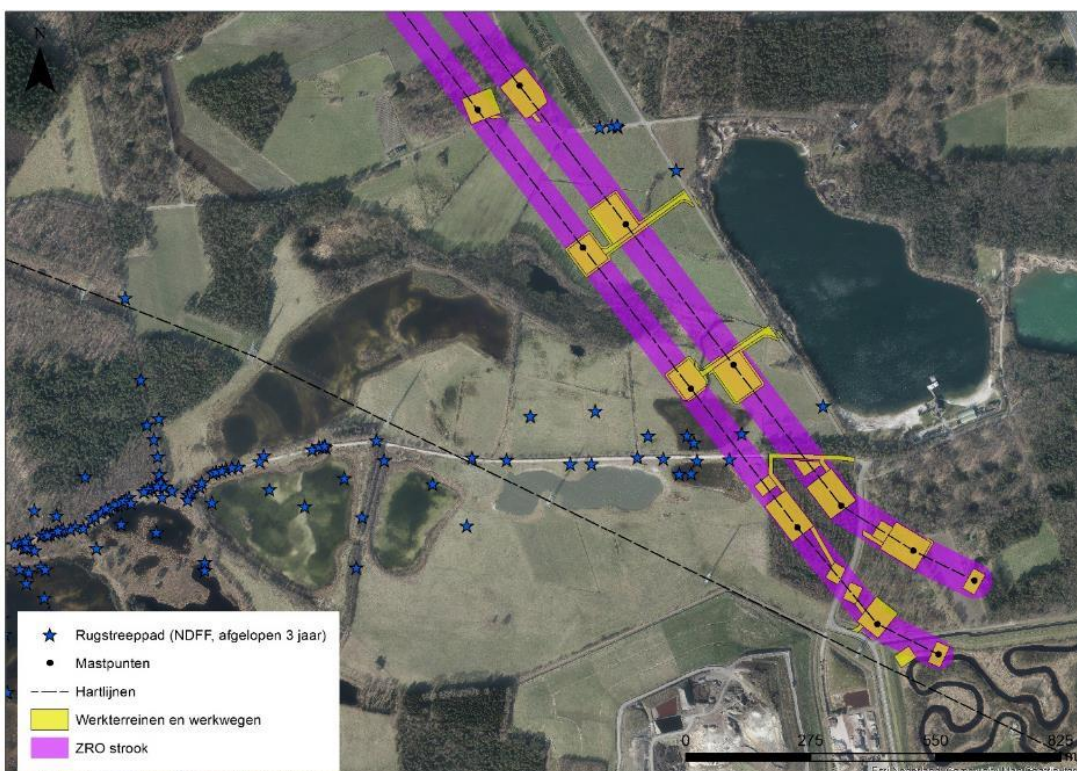 N
Rugstreeppad (NDFF, afgelopen 3 jaar)
Mastpunten
Hartlijnen
Werkterreinen en werkwegen
ZRO strook
0 275 550 825